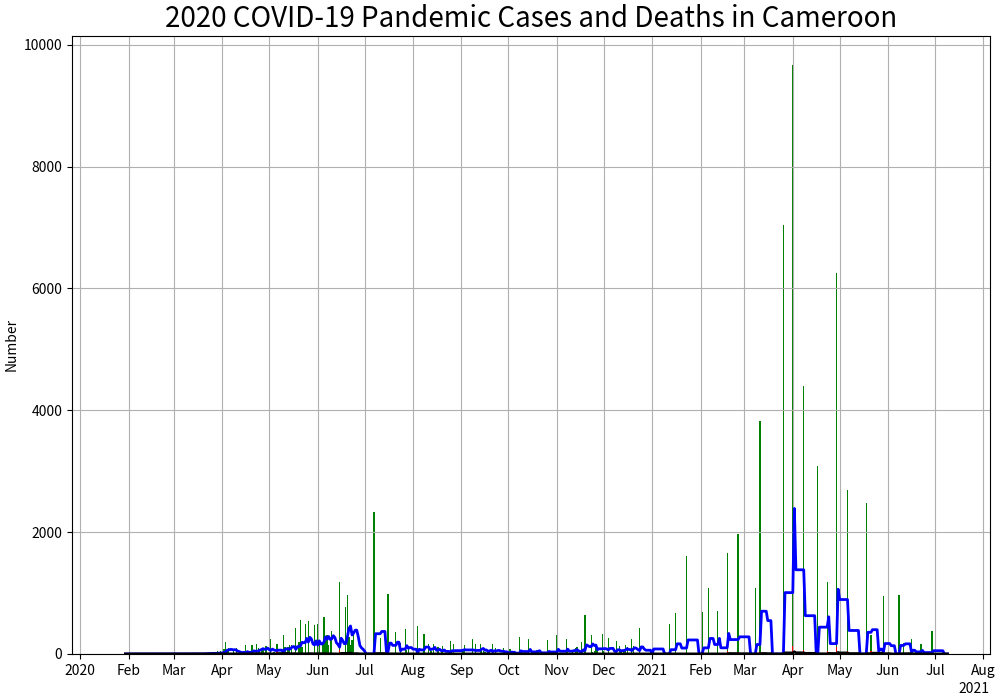 2020 COVID-19 Pandemic Cases and Deaths in Cameroon
10000
8000
6000
4000
2000
0
Number
2020 Feb Mar Apr May Jun Jul Aug Sep Oct Nov Dec 2021 Feb Mar Apr May Jun Jul Aug
2021